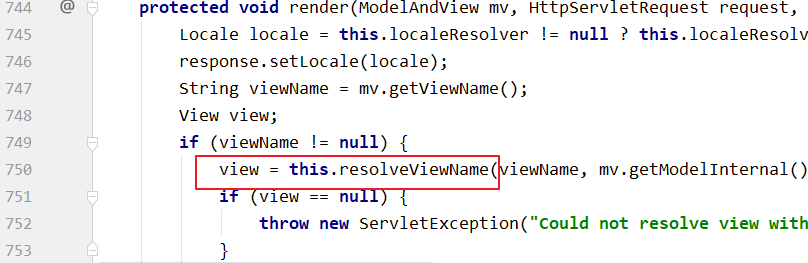 744 @ protected void render(ModelAndView mv, HttpServletRequest request,
745 Locale locale = this.localeResolver != null ? this.localeResolv
746 response.setLocale(locale);
747 String viewName = mv.getViewName();
748 View view;
749 if (viewName != null) {
750 view = this.resolveViewName(viewName, mv.getModelInternal()
751 if (view == null) {
752 throw new ServletException("Could not resolve view with
753 }